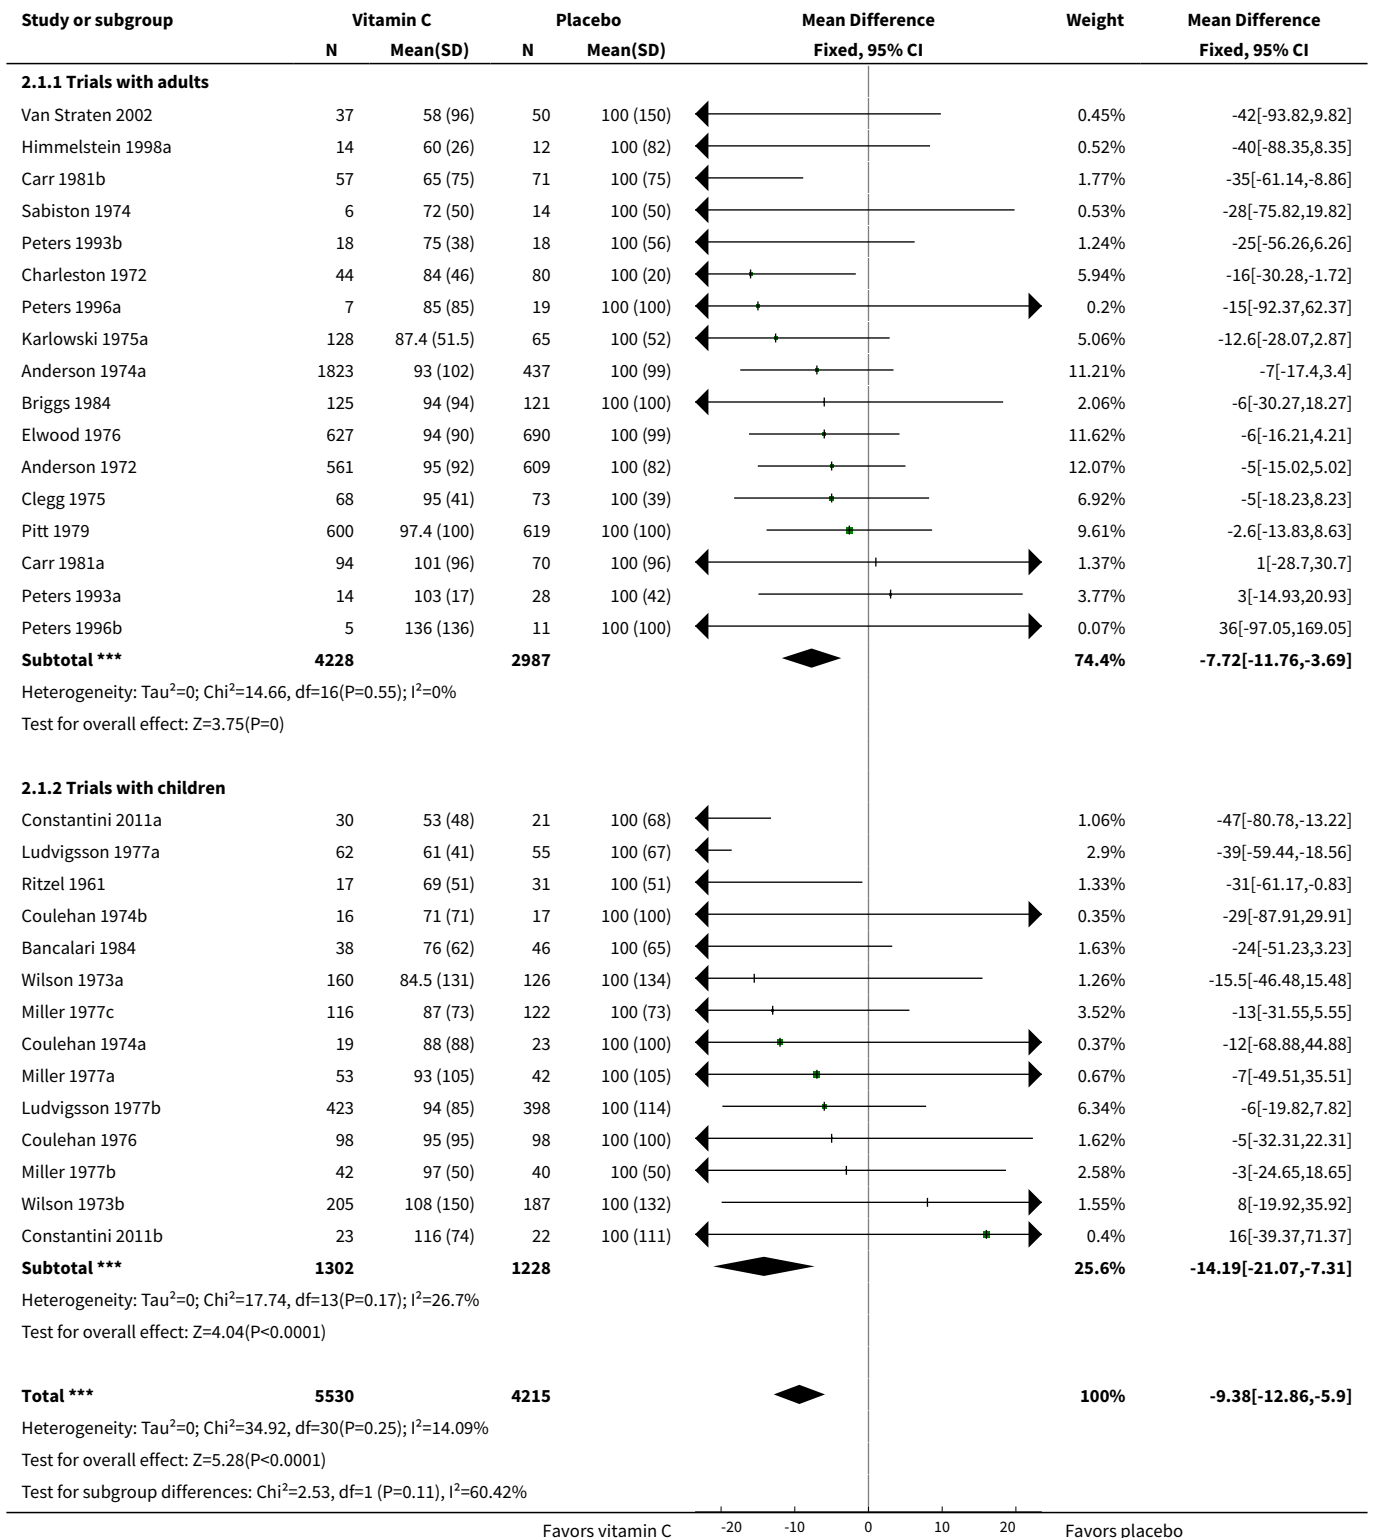 Study or subgroup Vitamin C Placebo Mean Difference Weight Mean Difference
N Mean(SD) N Mean(SD) Fixed, 95% CI Fixed, 95% CI
2.1.1 Trials with adults
Van Straten 2002 37 58 (96) 50 100 (150) 0.45% -42[-93.82,9.82]
Himmelstein 1998a 14 60 (26) 12 100 (82) 0.52% -40[-88.35,8.35]
Carr 1981b 57 65 (75) 71 100 (75) 1.77% -35[-61.14,-8.86]
Sabiston 1974 6 72 (50) 14 100 (50) 0.53% -28[-75.82,19.82]
Peters 1993b 18 75 (38) 18 100 (56) 1.24% -25[-56.26,6.26]
Charleston 1972 44 84 (46) 80 100 (20) 5.94% -16[-30.28,-1.72]
Peters 1996a 7 85 (85) 19 100 (100) 0.2% -15[-92.37,62.37]
Karlowski 1975a 128 87.4 (51.5) 65 100 (52) 5.06% -12.6[-28.07,2.87]
Anderson 1974a 1823 93 (102) 437 100 (99) 11.21% -7[-17.4,3.4]
Briggs 1984 125 94 (94) 121 100 (100) 2.06% -6[-30.27,18.27]
Elwood 1976 627 94 (90) 690 100 (99) 11.62% -6[-16.21,4.21]
Anderson 1972 561 95 (92) 609 100 (82) 12.07% -5[-15.02,5.02]
Clegg 1975 68 95 (41) 73 100 (39) 6.92% -5[-18.23,8.23]
Pitt 1979 600 97.4 (100) 619 100 (100) 9.61% -2.6[-13.83,8.63]
Carr 1981a 94 101 (96) 70 100 (96) 1.37% 1[-28.7,30.7]
Peters 1993a 14 103 (17) 28 100 (42) 3.77% 3[-14.93,20.93]
Peters 1996b 5 136 (136) 11 100 (100) 0.07% 36[-97.05,169.05]
Subtotal *** 4228 2987 74.4% -7.72[-11.76,-3.69]
Heterogeneity: Tau²=0; Chi²=14.66, df=16(P=0.55); I²=0%
Test for overall effect: Z=3.75(P=0)
2.1.2 Trials with children
Constantini 2011a 30 53 (48) 21 100 (68) 1.06% -47[-80.78,-13.22]
Ludvigsson 1977a 62 61 (41) 55 100 (67) 2.9% -39[-59.44,-18.56]
Ritzel 1961 17 69 (51) 31 100 (51) 1.33% -31[-61.17,-0.83]
Coulehan 1974b 16 71 (71) 17 100 (100) 0.35% -29[-87.91,29.91]
Bancalari 1984 38 76 (62) 46 100 (65) 1.63% -24[-51.23,3.23]
Wilson 1973a 160 84.5 (131) 126 100 (134) 1.26% -15.5[-46.48,15.48]
Miller 1977c 116 87 (73) 122 100 (73) 3.52% -13[-31.55,5.55]
Coulehan 1974a 19 88 (88) 23 100 (100) 0.37% -12[-68.88,44.88]
Miller 1977a 53 93 (105) 42 100 (105) 0.67% -7[-49.51,35.51]
Ludvigsson 1977b 423 94 (85) 398 100 (114) 6.34% -6[-19.82,7.82]
Coulehan 1976 98 95 (95) 98 100 (100) 1.62% -5[-32.31,22.31]
Miller 1977b 42 97 (50) 40 100 (50) 2.58% -3[-24.65,18.65]
Wilson 1973b 205 108 (150) 187 100 (132) 1.55% 8[-19.92,35.92]
Constantini 2011b 23 116 (74) 22 100 (111) 0.4% 16[-39.37,71.37]
Subtotal *** 1302 1228 25.6% -14.19[-21.07,-7.31]
Heterogeneity: Tau²=0; Chi²=17.74, df=13(P=0.17); I²=26.7%
Test for overall effect: Z=4.04(P<0.0001)
Total *** 5530 4215 100% -9.38[-12.86,-5.9]
Heterogeneity: Tau²=0; Chi²=34.92, df=30(P=0.25); I²=14.09%
Test for overall effect: Z=5.28(P<0.0001)
Test for subgroup differences: Chi²=2.53, df=1 (P=0.11), I²=60.42%
Favors vitamin C -20 -10 0 10 20 Favors placebo